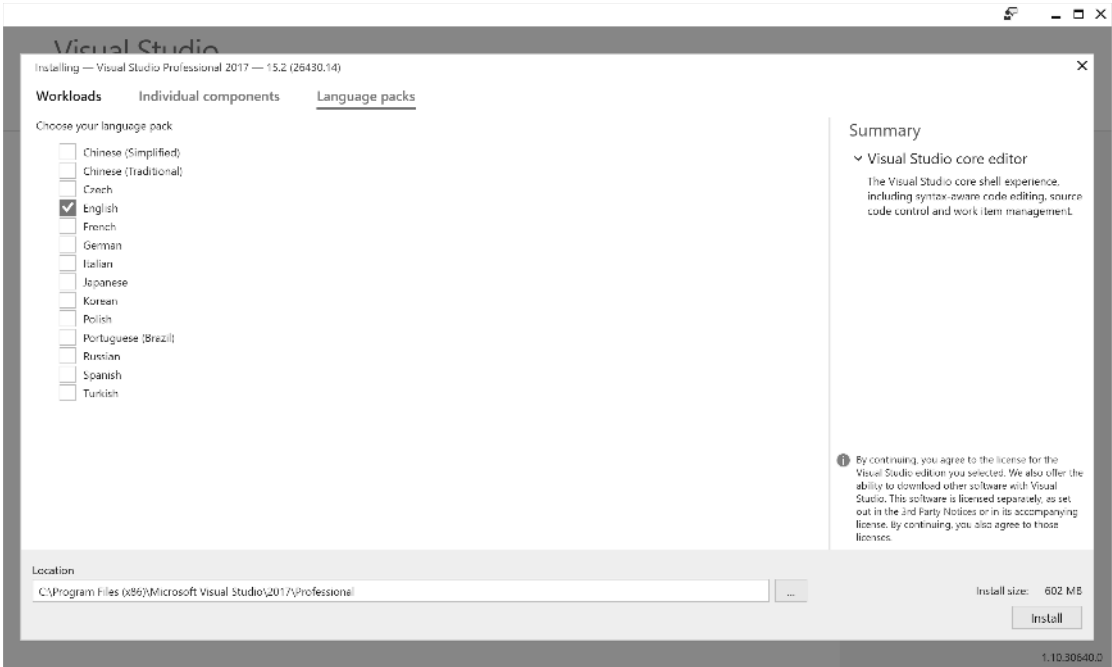 Visual Studio
Installing — Visual Studio Professional 2017 — 15.2 (26430.14)
Workloads Individual components Language packs
Choose your language pack
Chinese (Simplified)
Chinese (Traditional)
Czech
English
French
German
Italian
Japanese
Korean
Polish
Portuguese (Brazil)
Russian
Spanish
Turkish
Summary
Visual Studio core editor
The Visual Studio core shell experience,
including syntax-aware code editing, source
code control and work item management.
By continuing, you agree to the license for the
Visual Studio edition you selected. We also offer the
ability to download other software with Visual
Studio. This software is licensed separately, as set
out in the 3rd Party Notices or in its accompanying
license. By continuing, you also agree to those
licenses.
Location
C:\Program Files (x86)\Microsoft Visual Studio\2017\Professional
...
Install size: 602 MB
Install
1.10.30640.0